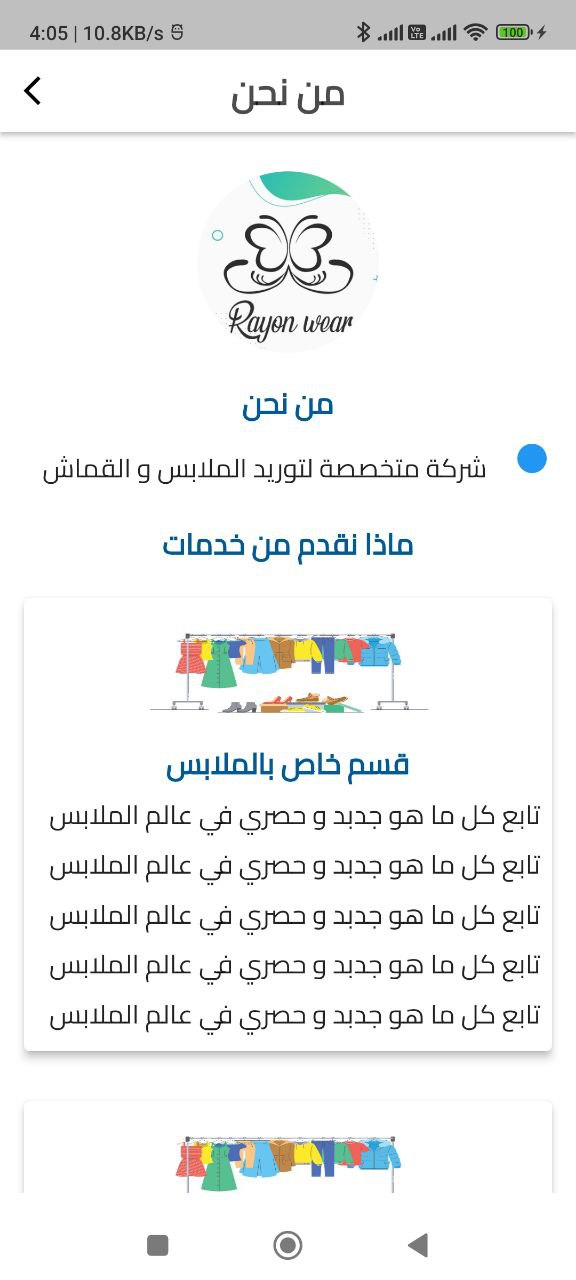 4:05 | 10.8KB/s
Vo LTE
100
من نحن
Rayon wear
من نحن
شركة متخصصة لتوريد الملابس و القماش
ماذا نقدم من خدمات
قسم خاص بالملابس
تابع كل ما هو جدبد و حصري في عالم الملابس
تابع كل ما هو جدبد و حصري في عالم الملابس
تابع كل ما هو جدبد و حصري في عالم الملابس
تابع كل ما هو جدبد و حصري في عالم الملابس
تابع كل ما هو جدبد و حصري في عالم الملابس